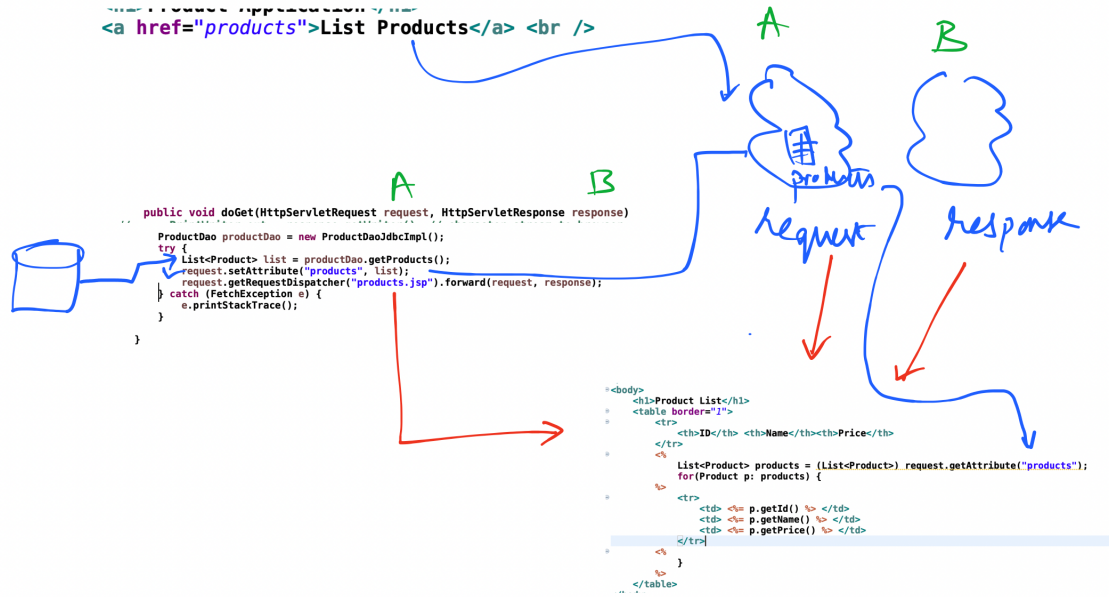 <h1>Product Application</h1>
<a href="products">List Products</a> <br />
A
B
A
B
products
request
response
public void doGet(HttpServletRequest request, HttpServletResponse response)
ProductDao productDao = new ProductDaoJdbcImpl();
try {
List<Product> list = productDao.getProducts();
request.setAttribute("products", list);
request.getRequestDispatcher("products.jsp").forward(request, response);
} catch (FetchException e) {
e.printStackTrace();
}
}
<body>
<h1>Product List</h1>
<table border="1">
<tr>
<th>ID</th> <th>Name</th><th>Price</th>
</tr>
<%
List<Product> products = (List<Product>) request.getAttribute("products");
for(Product p: products) {
%>
<tr>
<td> <%= p.getId() %> </td>
<td> <%= p.getName() %> </td>
<td> <%= p.getPrice() %> </td>
</tr>
<%
}
%>
</table>